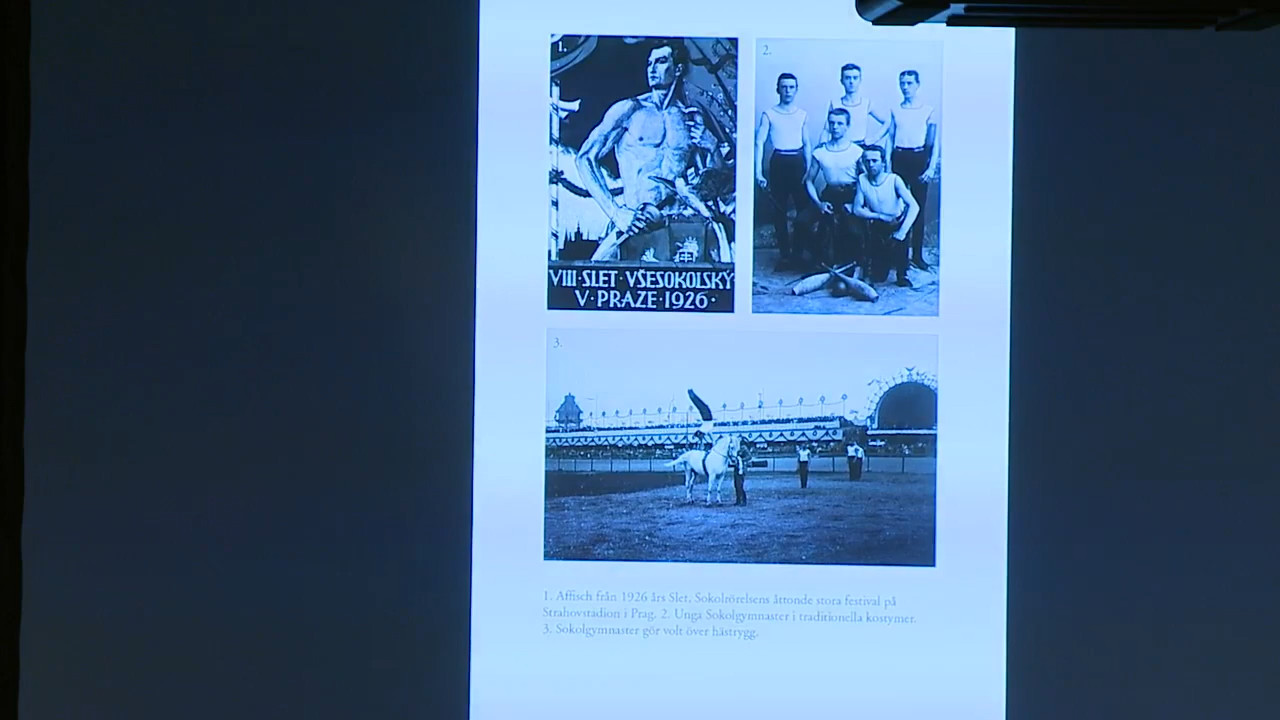 1.
VIII·SLET·VŠESOKOLSKÝ
V·PRAZE·1926·
2.
3.
1. Affisch från 1926 års Slet, Sokolrörelsens åttonde stora festival på
Strahovstadion i Prag. 2. Unga Sokolgymnaster i traditionella kostymer.
3. Sokolgymnaster gör volt över hästrygg.